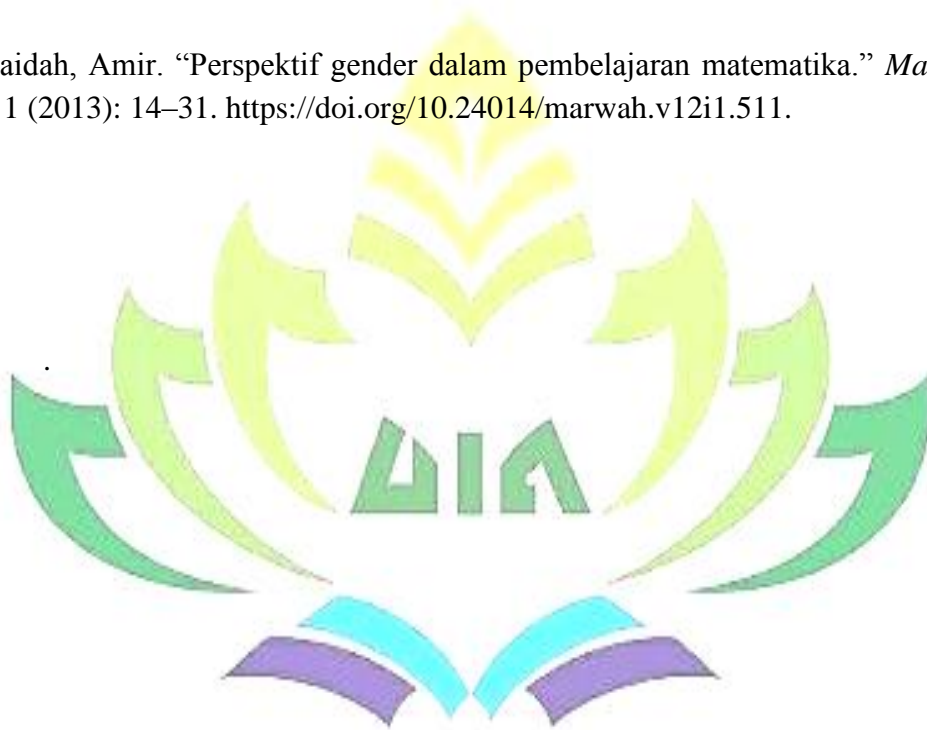 aidah, Amir. “Perspektif gender dalam pembelajaran matematika.” Ma
1 (2013): 14–31. https://doi.org/10.24014/marwah.v12i1.511.
.
UIN